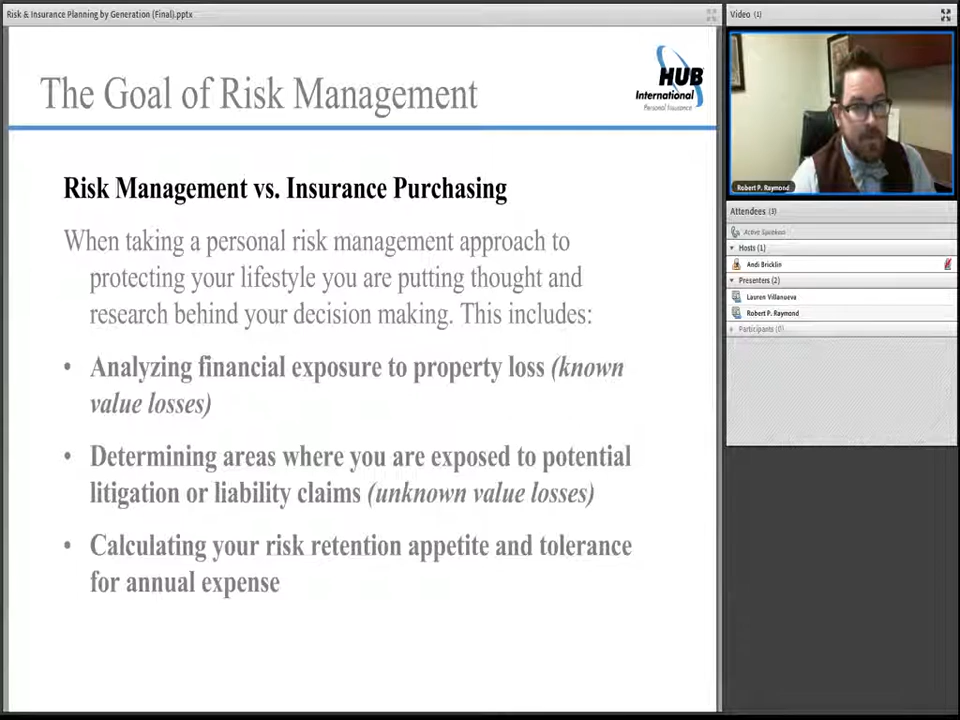 Risk & Insurance Planning by Generation (Final).pptx
The Goal of Risk Management
HUB
International
Personal Insurance
Risk Management vs. Insurance Purchasing
When taking a personal risk management approach to
protecting your lifestyle you are putting thought and
research behind your decision making. This includes:
• Analyzing financial exposure to property loss (known
value losses)
• Determining areas where you are exposed to potential
litigation or liability claims (unknown value losses)
• Calculating your risk retention appetite and tolerance
for annual expense
Video (1)
Robert P. Raymond
Attendees (3)
Active Speakers
Hosts (1)
Andi Bricklin
Presenters (2)
Lauren Villanueva
Robert P. Raymond
Participants (0)